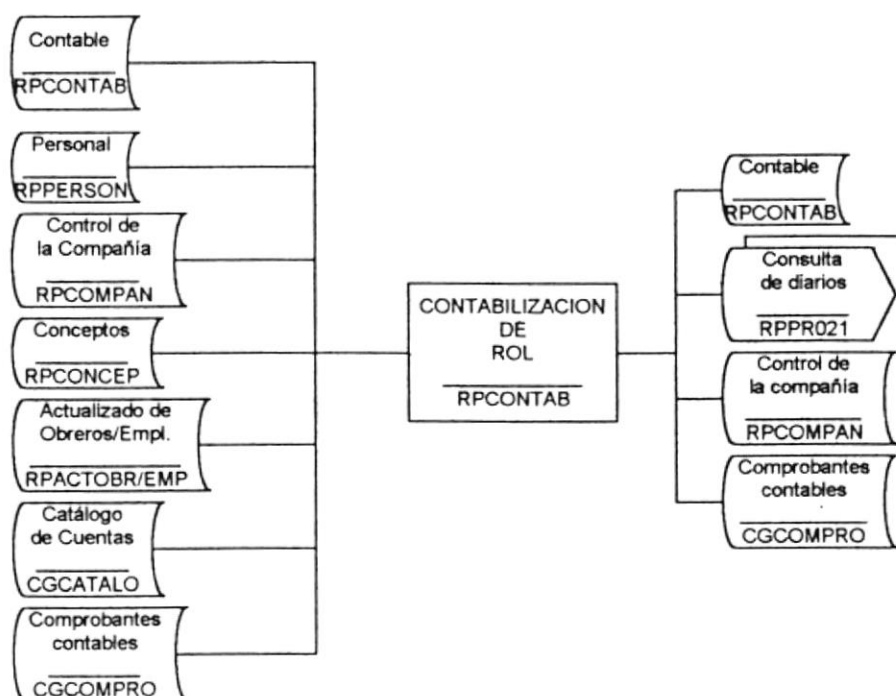 Contable
RPCONTAB
Personal
RPPERSON
Control de
la Compañía
RPCOMPAN
Conceptos
RPCONCEP
Actualizado de
Obreros/Empl.
RPACTOBR/EMP
Catálogo
de Cuentas
CGCATALO
Comprobantes
contables
CGCOMPRO
CONTABILIZACION
DE
ROL
RPCONTAB
Contable
RPCONTAB
Consulta
de diarios
RPPR021
Control de
la compañía
RPCOMPAN
Comprobantes
contables
CGCOMPRO